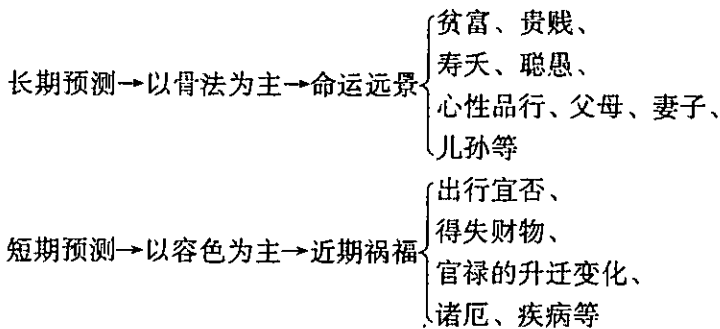 贫富、贵贱、
寿夭、聪愚、
长期预测→以骨法为主→命运远景
心性品行、父母、妻子、
儿孙等
出行宜否、
得失财物、
短期预测→以容色为主→近期祸福
官禄的升迁变化、
诸厄、疾病等